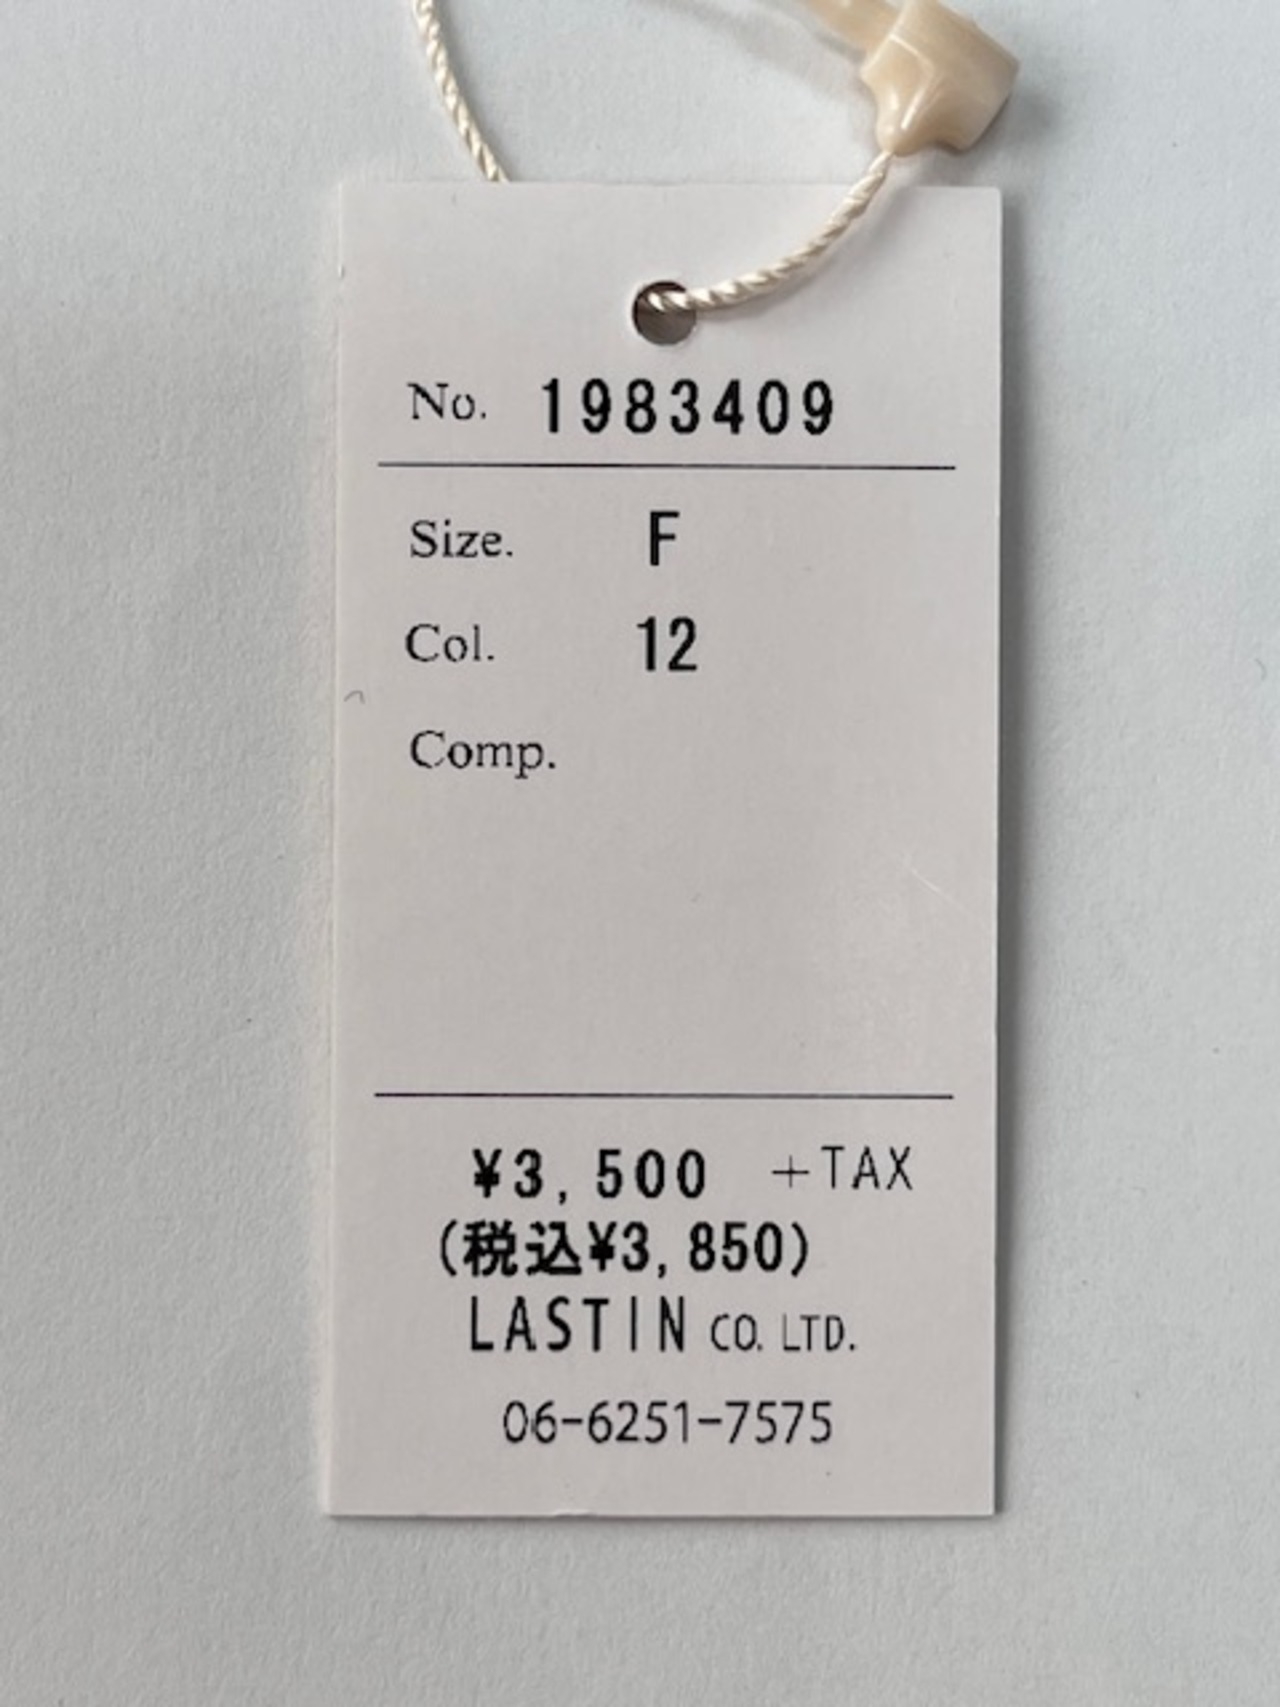 No. 1983409
Size. F
Col. 12
Comp.
¥3,500 +TAX
(税込¥3,850)
LASTIN CO. LTD.
06-6251-7575